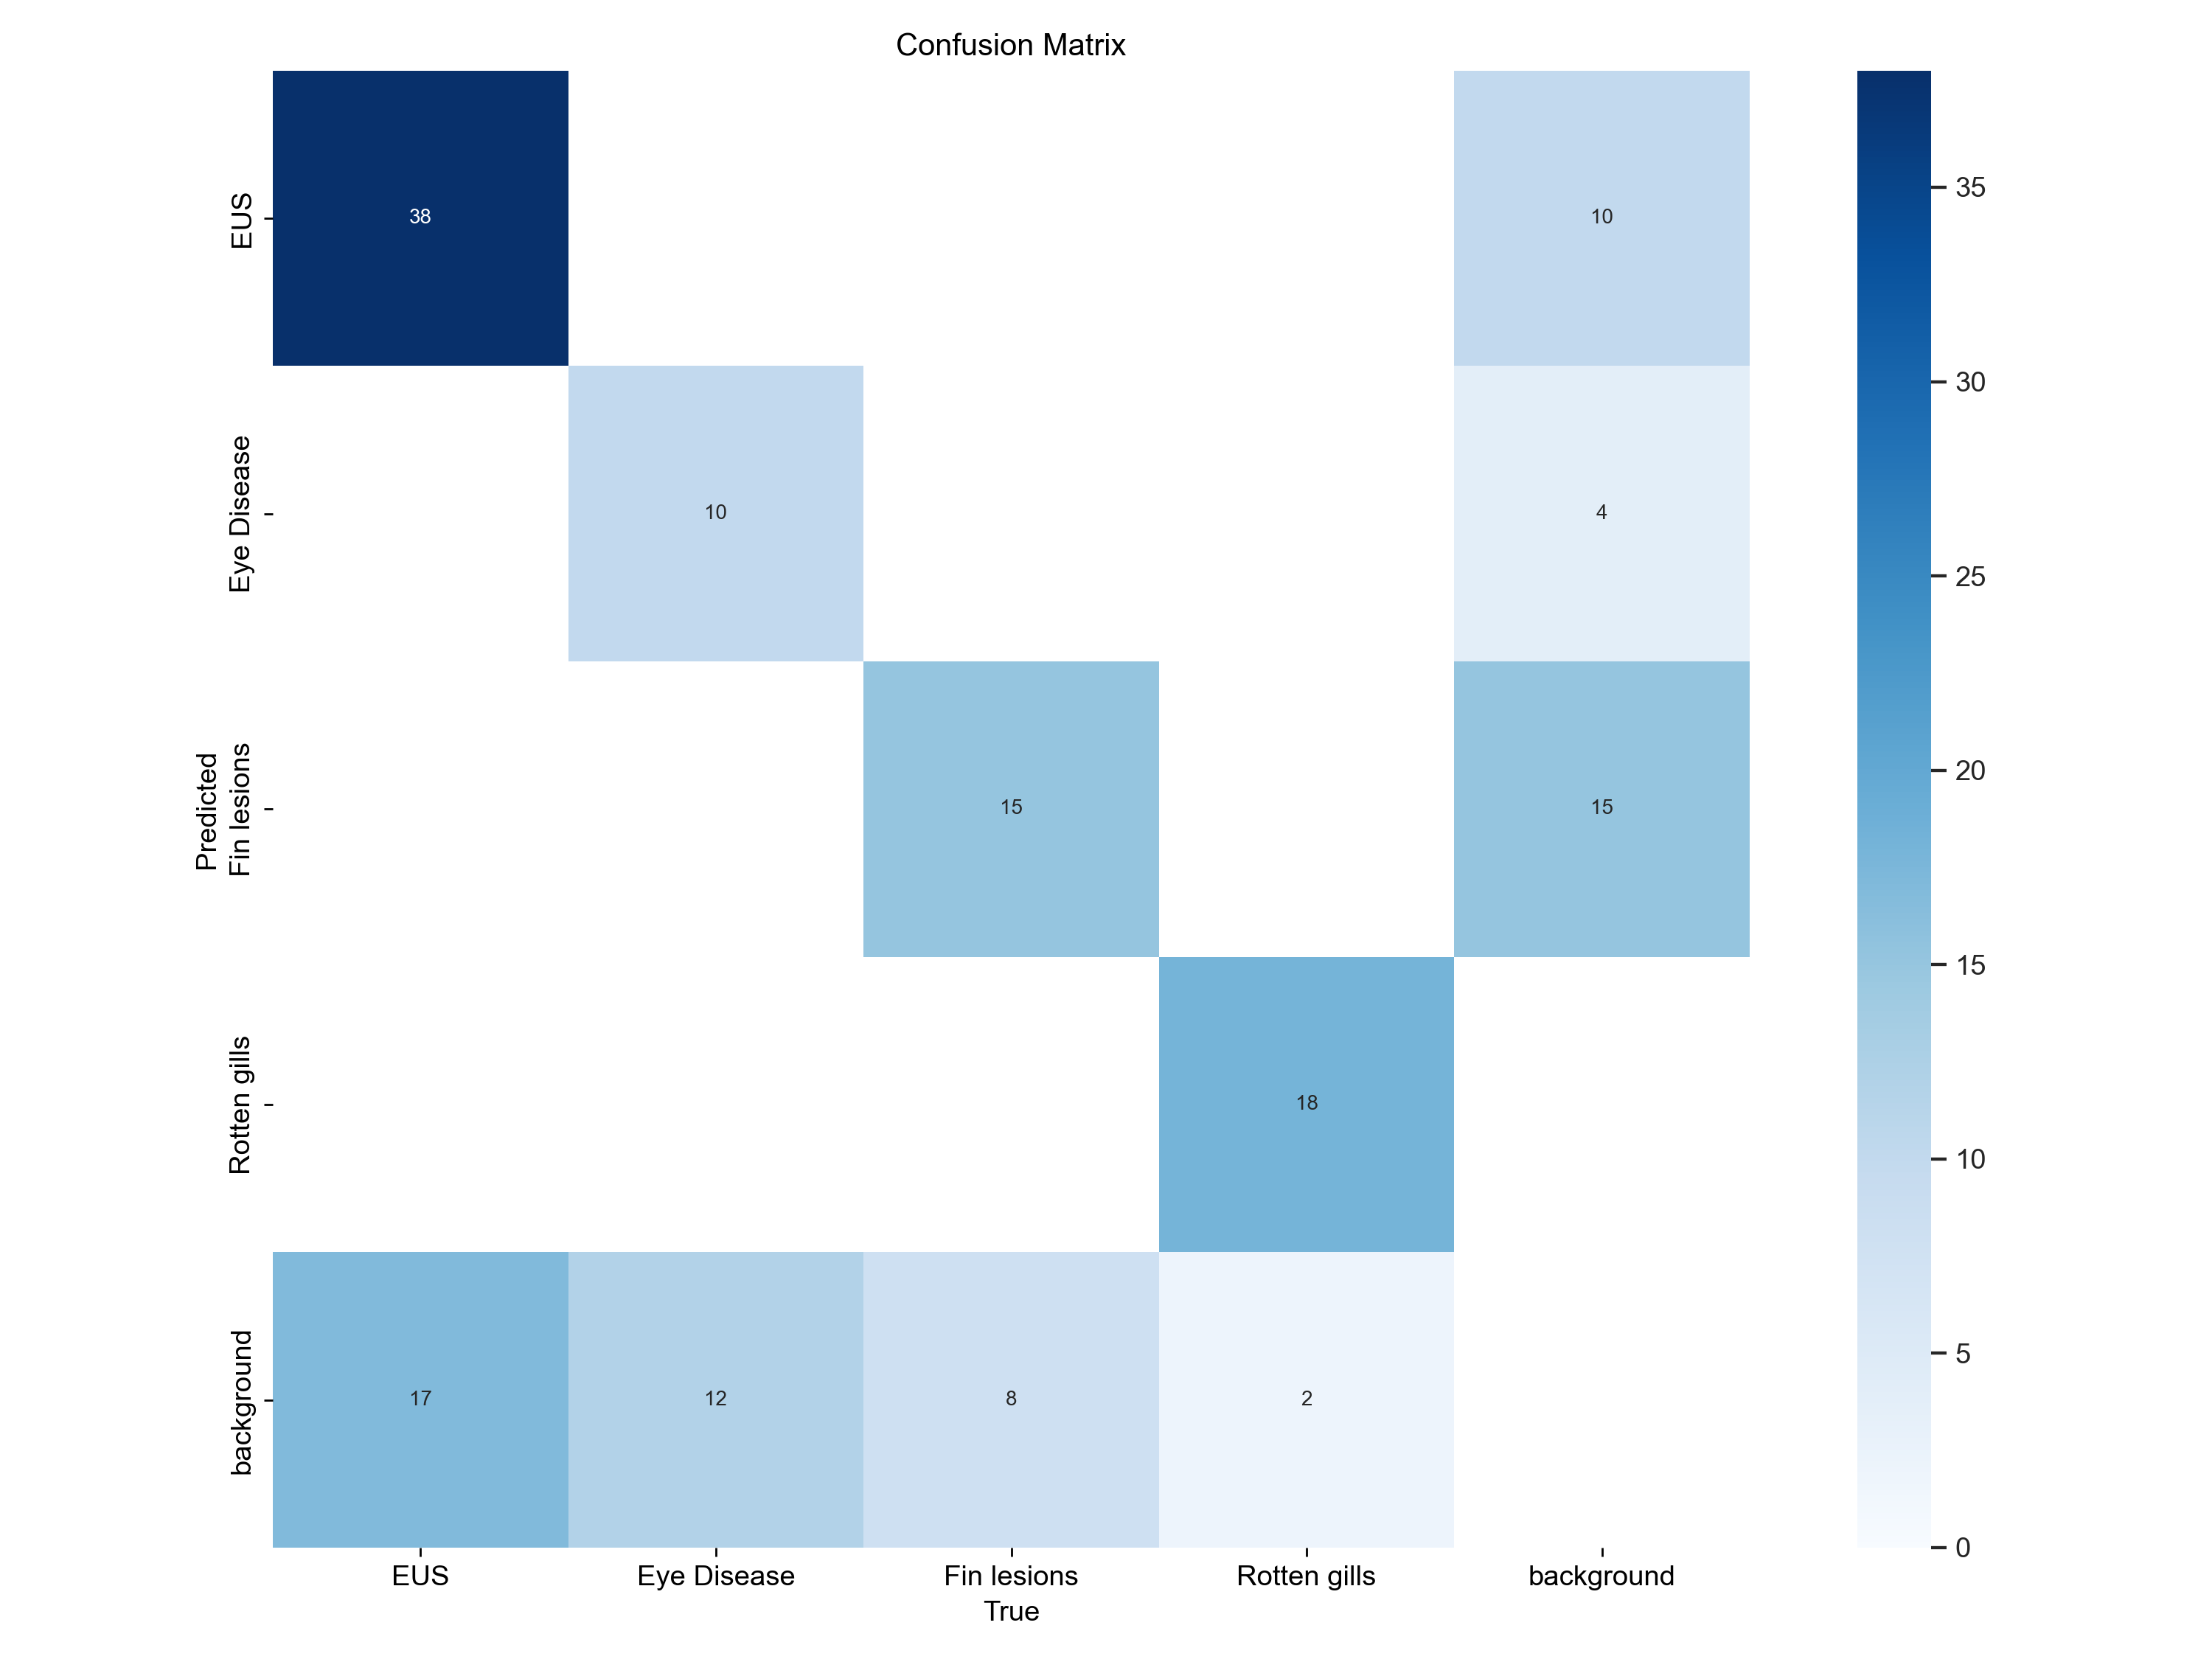 Confusion Matrix
EUS
Eye Disease
Predicted
Fin lesions
Rotten gills
background
38
10
10
4
15
15
18
17
12
8
2
EUS
Eye Disease
Fin lesions
Rotten gills
background
True
35
30
25
20
15
10
5
0